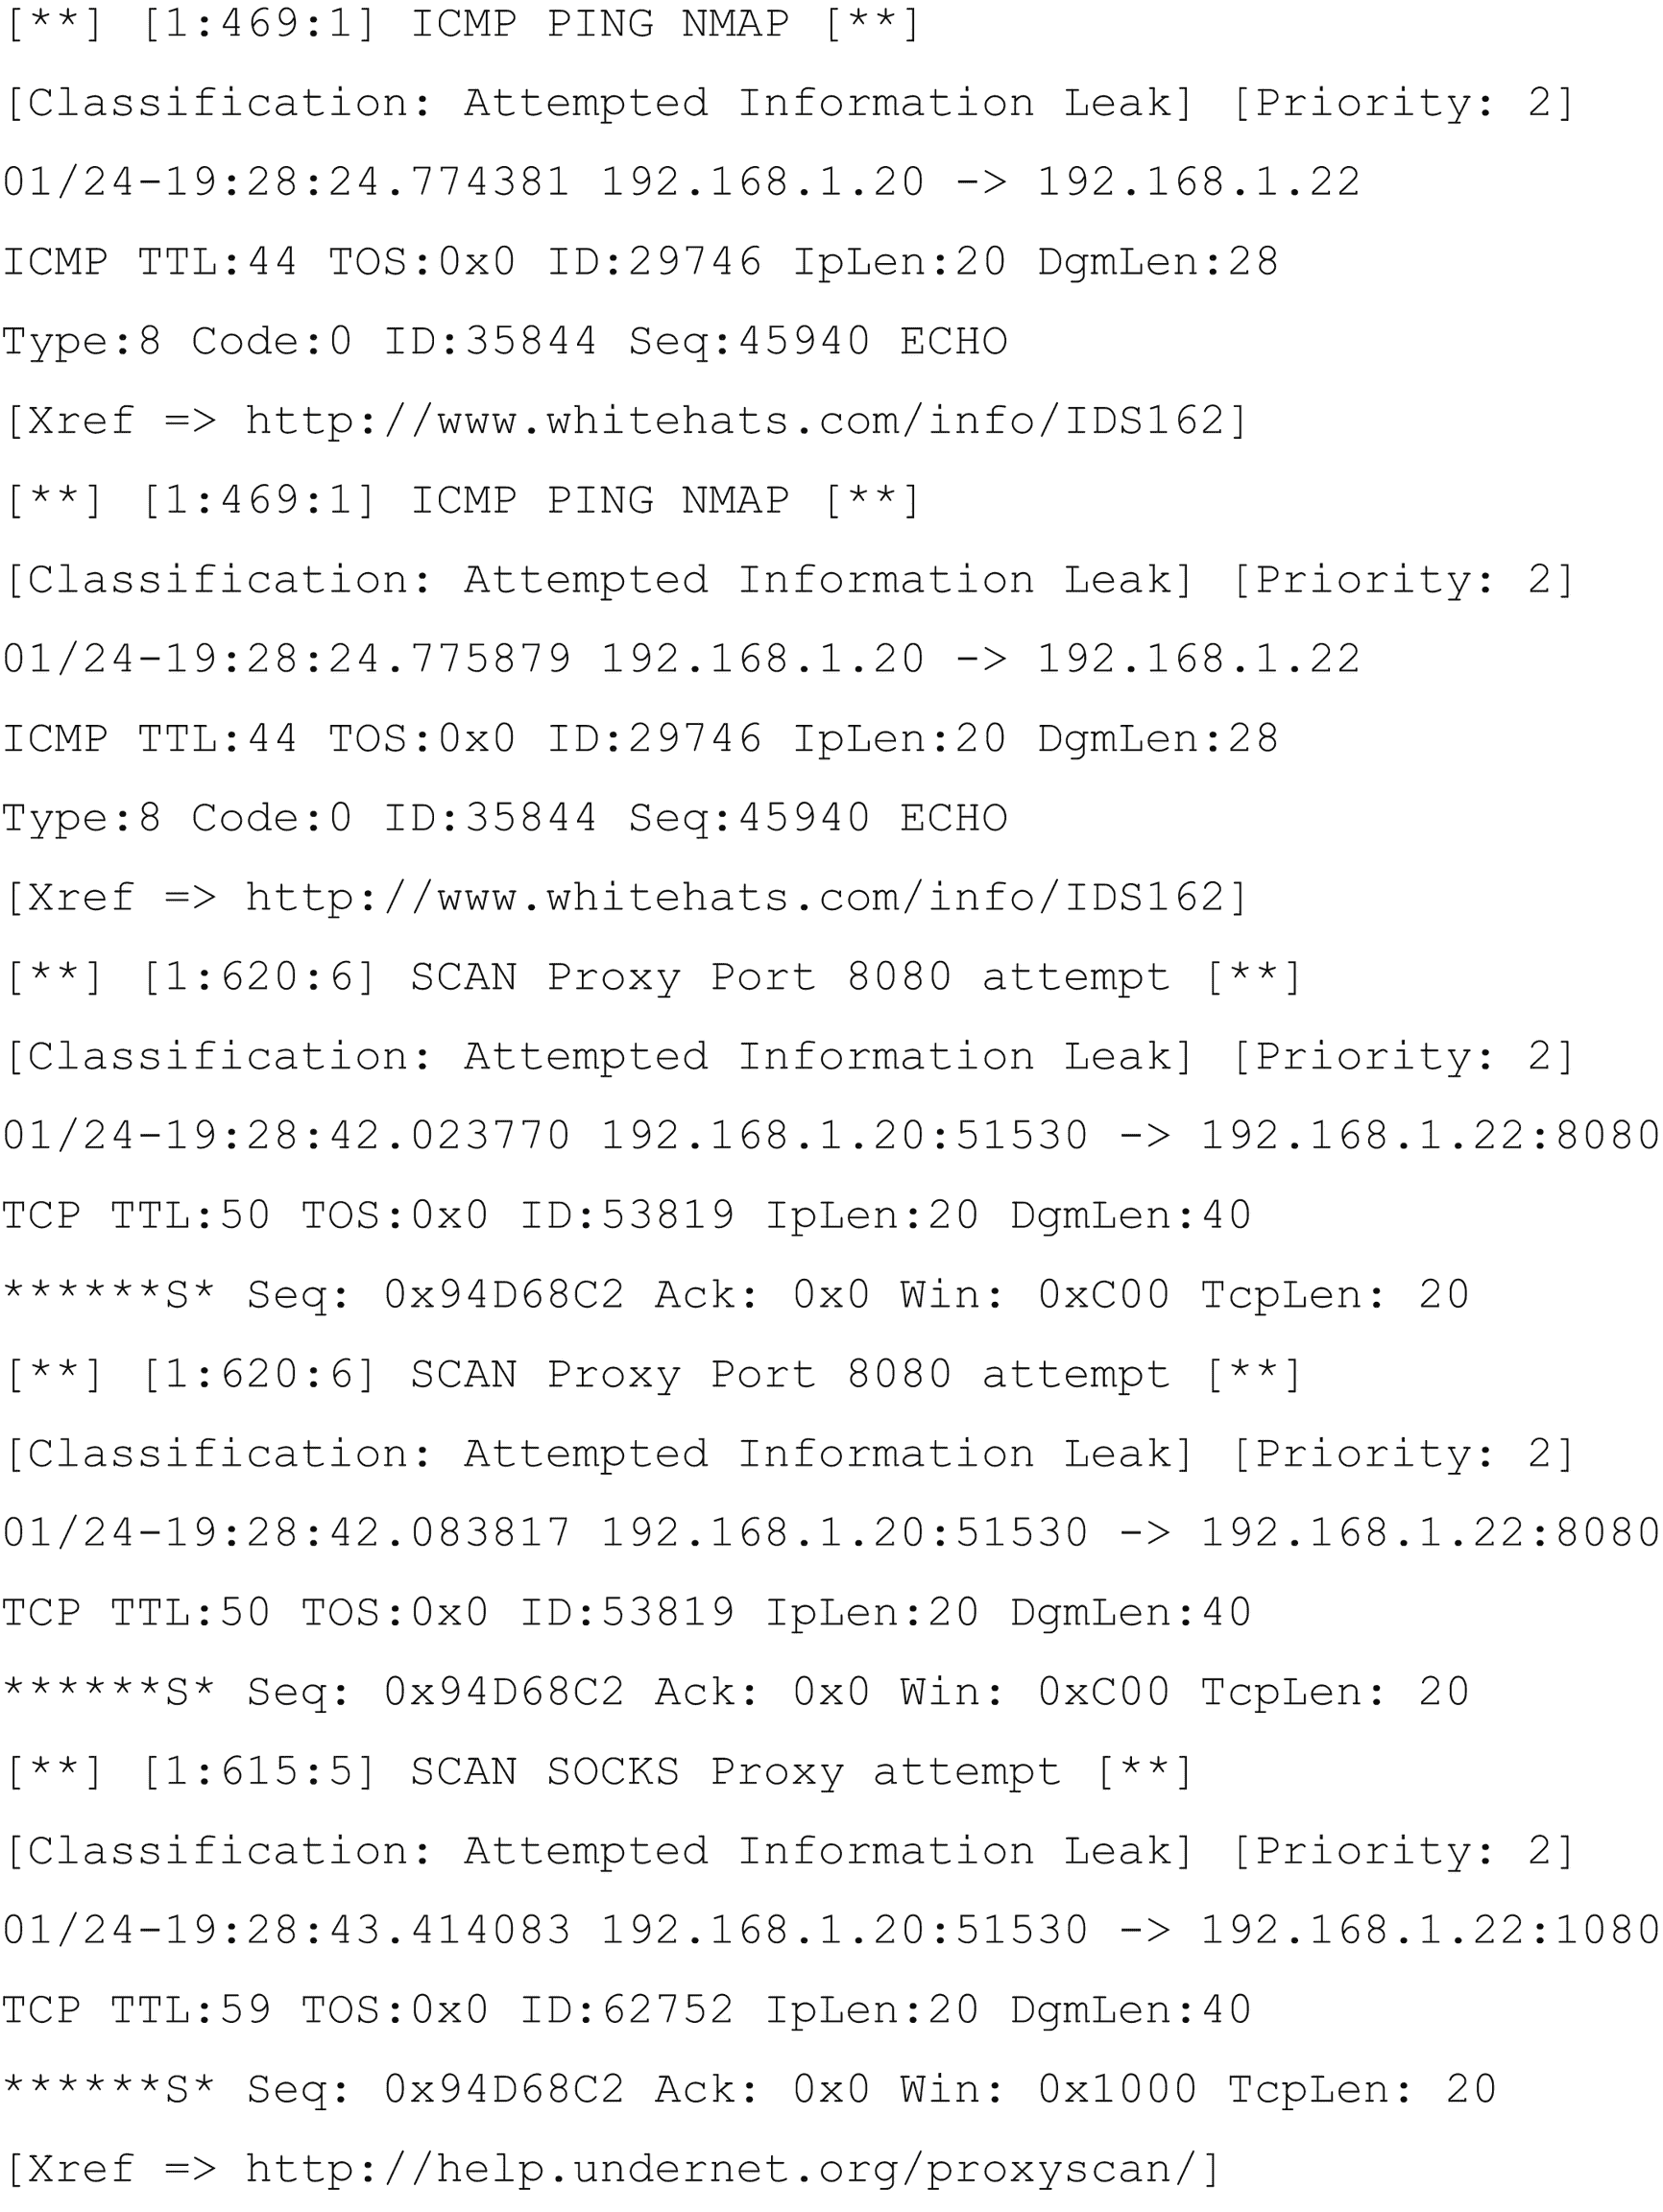 [**] [1:469:1] ICMP PING NMAP [**]
[Classification: Attempted Information Leak] [Priority: 2]
01/24-19:28:24.774381 192.168.1.20 -> 192.168.1.22
ICMP TTL:44 TOS:0x0 ID:29746 IpLen:20 DgmLen:28
Type:8 Code:0 ID:35844 Seq:45940 ECHO
[Xref => http://www.whitehats.com/info/IDS162]
[**] [1:469:1] ICMP PING NMAP [**]
[Classification: Attempted Information Leak] [Priority: 2]
01/24-19:28:24.775879 192.168.1.20 -> 192.168.1.22
ICMP TTL:44 TOS:0x0 ID:29746 IpLen:20 DgmLen:28
Type:8 Code:0 ID:35844 Seq:45940 ECHO
[Xref => http://www.whitehats.com/info/IDS162]
[**] [1:620:6] SCAN Proxy Port 8080 attempt [**]
[Classification: Attempted Information Leak] [Priority: 2]
01/24-19:28:42.023770 192.168.1.20:51530 -> 192.168.1.22:8080
TCP TTL:50 TOS:0x0 ID:53819 IpLen:20 DgmLen:40
******S* Seq: 0x94D68C2 Ack: 0x0 Win: 0xC00 TcpLen: 20
[**] [1:620:6] SCAN Proxy Port 8080 attempt [**]
[Classification: Attempted Information Leak] [Priority: 2]
01/24-19:28:42.083817 192.168.1.20:51530 -> 192.168.1.22:8080
TCP TTL:50 TOS:0x0 ID:53819 IpLen:20 DgmLen:40
******S* Seq: 0x94D68C2 Ack: 0x0 Win: 0xC00 TcpLen: 20
[**] [1:615:5] SCAN SOCKS Proxy attempt [**]
[Classification: Attempted Information Leak] [Priority: 2]
01/24-19:28:43.414083 192.168.1.20:51530 -> 192.168.1.22:1080
TCP TTL:59 TOS:0x0 ID:62752 IpLen:20 DgmLen:40
******S* Seq: 0x94D68C2 Ack: 0x0 Win: 0x1000 TcpLen: 20
[Xref => http://help.undernet.org/proxyscan/]